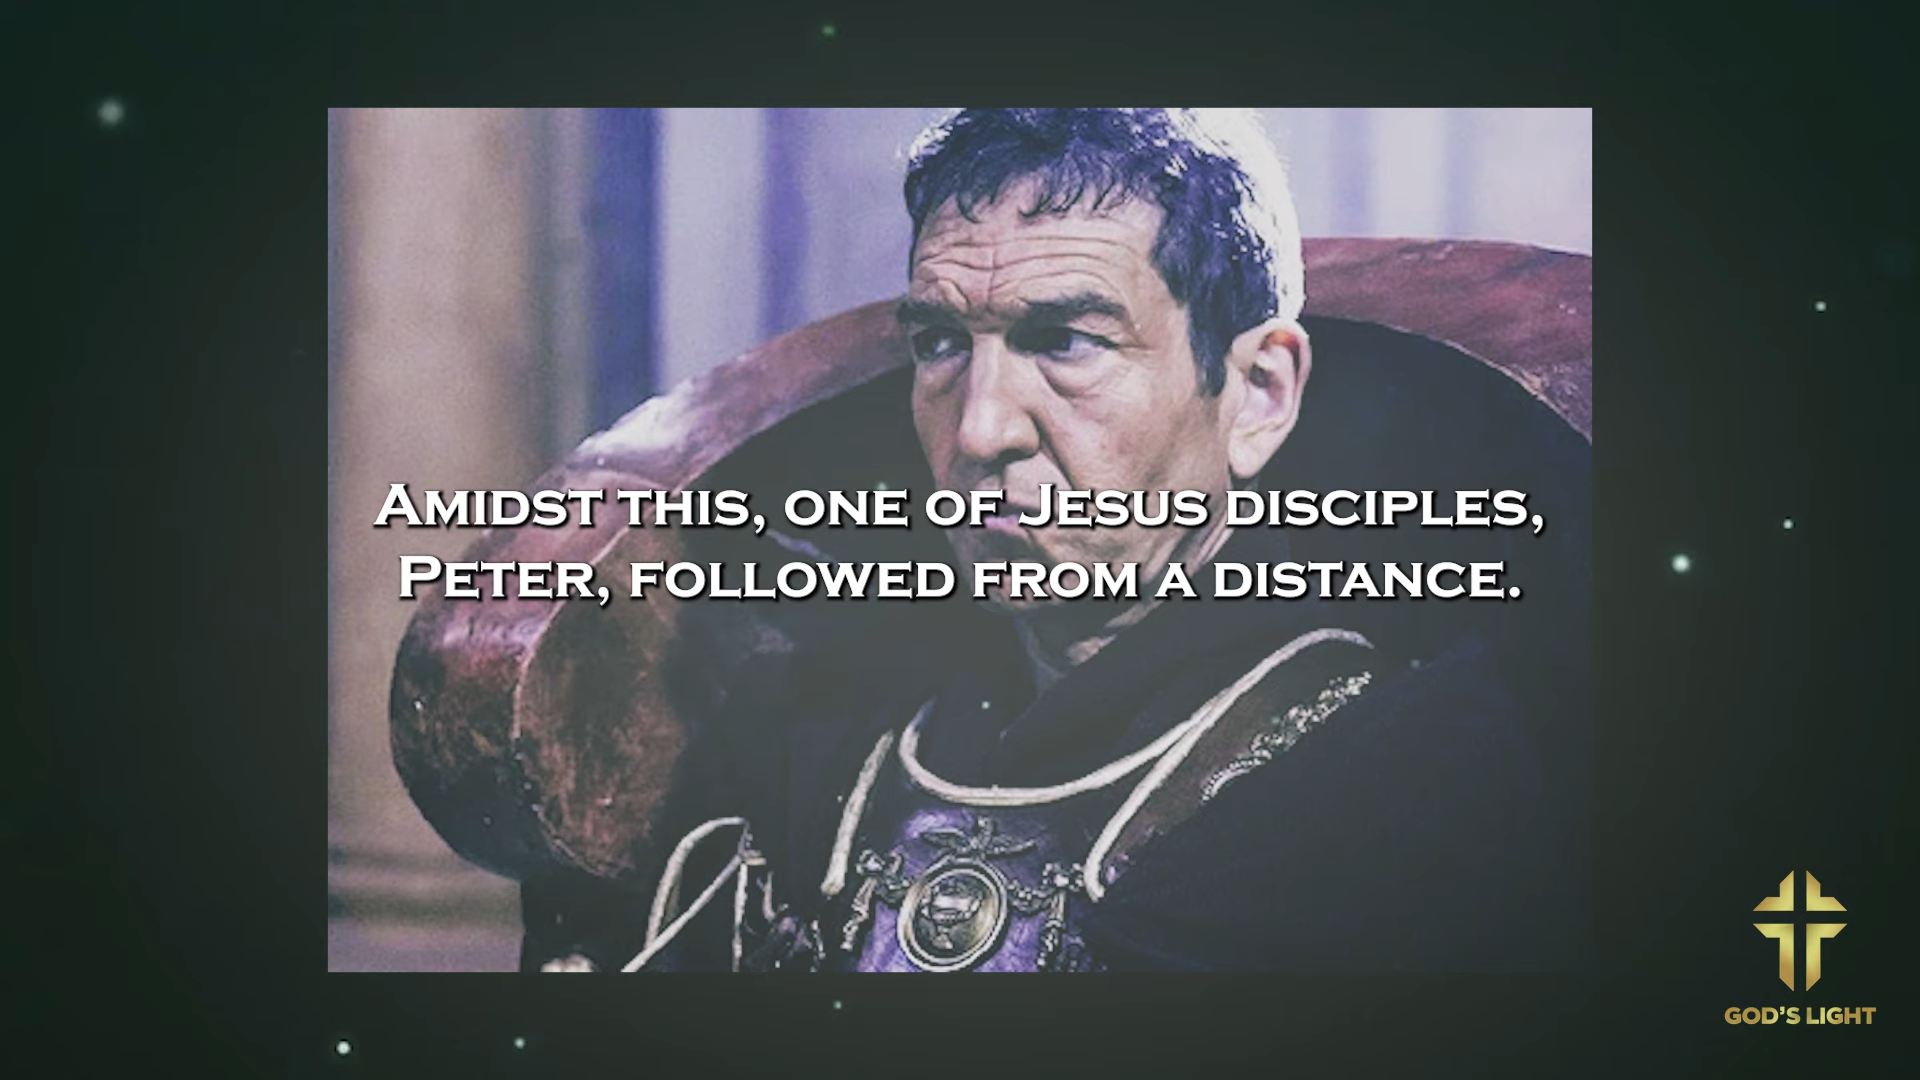 Amidst this, one of Jesus disciples,
Peter, followed from a distance.
GOD'S LIGHT